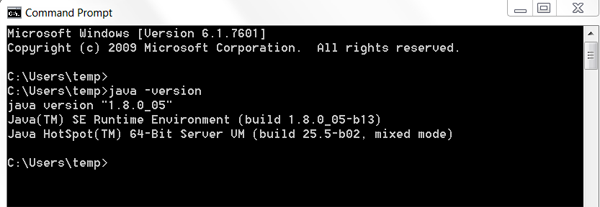 Command Prompt
Microsoft Windows [Version 6.1.7601]
Copyright (c) 2009 Microsoft Corporation.  All rights reserved.
C:\Users\temp>
C:\Users\temp>java -version
java version "1.8.0_05"
Java(TM) SE Runtime Environment (build 1.8.0_05-b13)
Java HotSpot(TM) 64-Bit Server VM (build 25.5-b02, mixed mode)
C:\Users\temp>